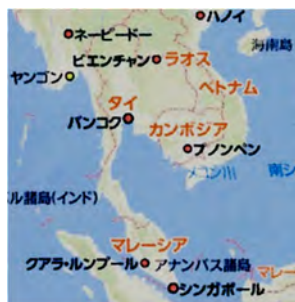 ハノイ
ネーピードー
海南島
ビエンチャン
ラオス
ヤンゴン
ベトナム
タイ
バンコク
カンボジア
プノンペン
メコン川
南シ
ル諸島(インド)
マレーシア
クアラ・ルンプール
アナンバス諸島
マレー
シンガポール